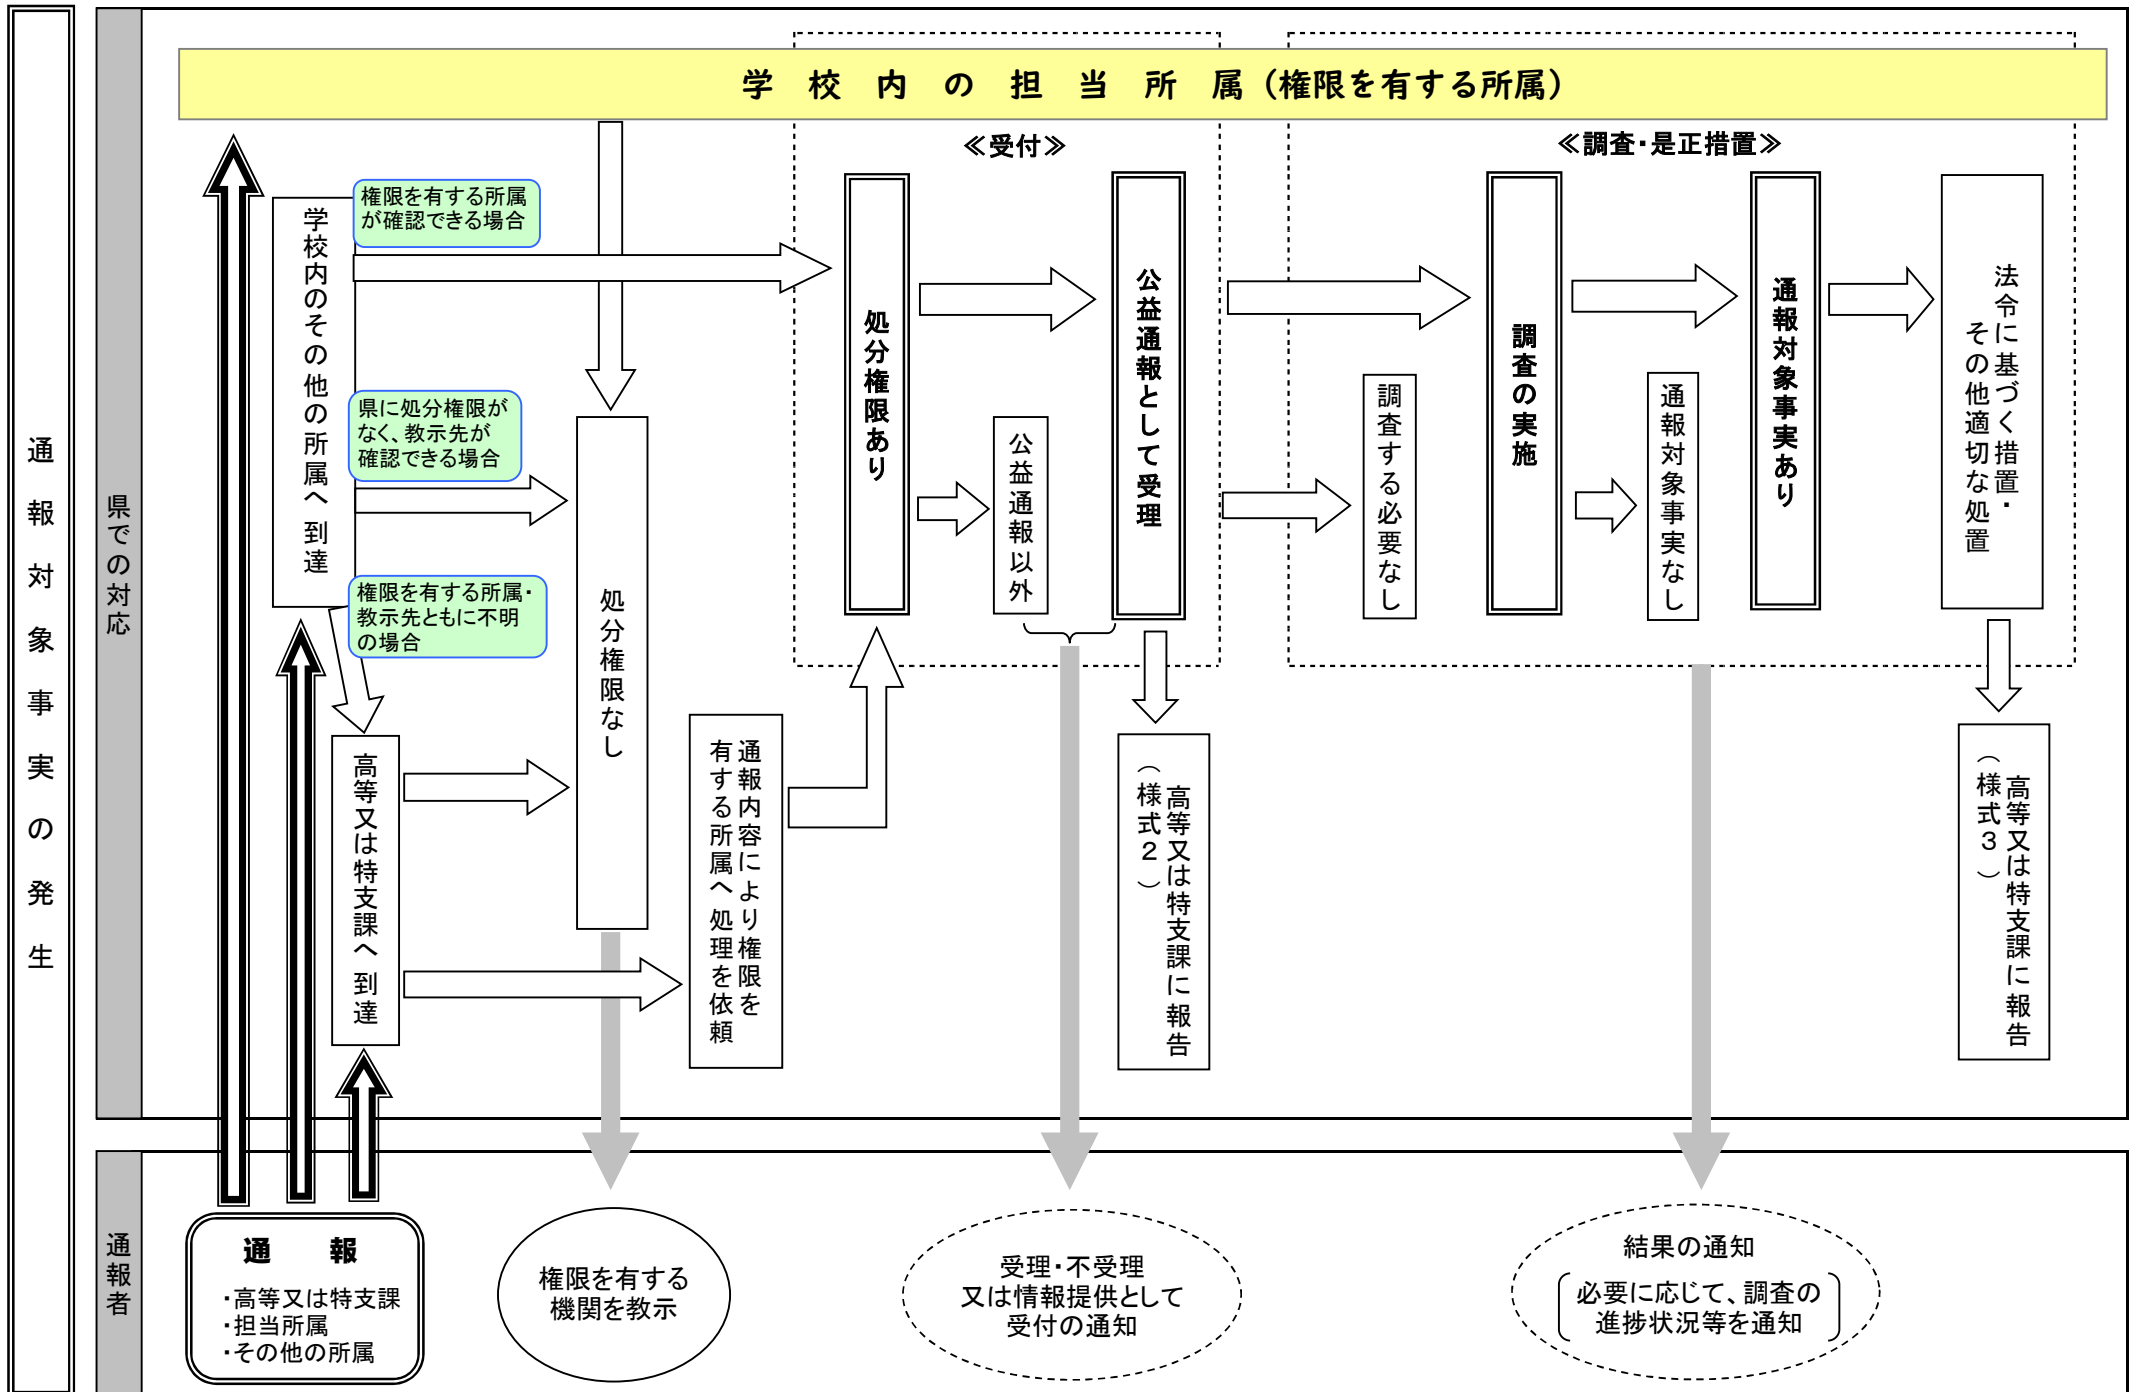 通報対象事実の発生
県での対応
学校内の担当所属（権限を有する所属）
≪受付≫
≪調査・是正措置≫
学校内のその他の所属へ到達
権限を有する所属
が確認できる場合
県に処分権限が
なく、教示先が
確認できる場合
権限を有する所属・
教示先ともに不明
の場合
高等又は特支課へ到達
処分権限なし
通報内容により権限を
有する所属へ処理を依頼
処分権限あり
公益通報以外
公益通報として受理
高等又は特支課に報告
（様式２）
調査する必要なし
調査の実施
通報対象事実なし
通報対象事実あり
法令に基づく措置・
その他適切な処置
高等又は特支課に報告
（様式３）
通報者
通　報
・高等又は特支課
・担当所属
・その他の所属
権限を有する
機関を教示
受理・不受理
又は情報提供として
受付の通知
結果の通知
必要に応じて、調査の
進捗状況等を通知